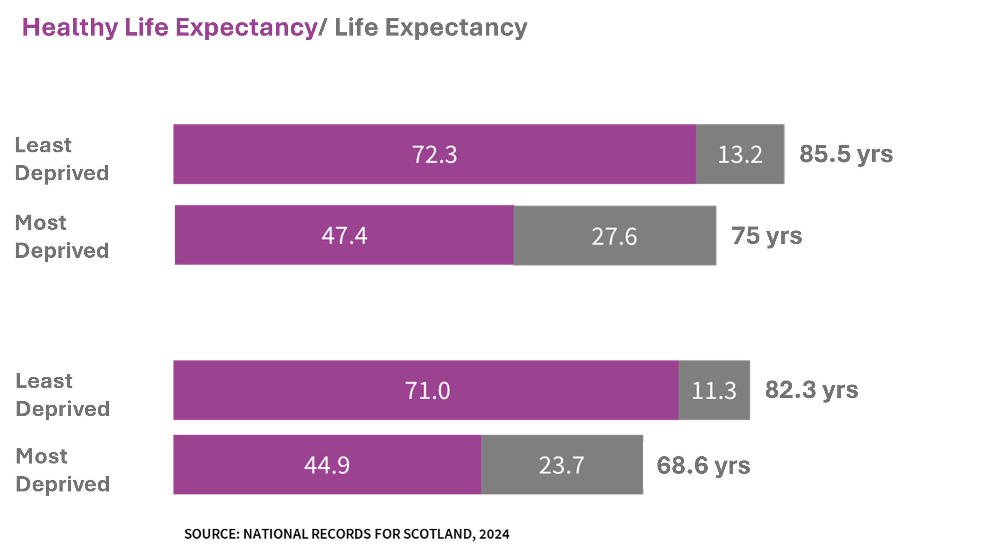 Healthy Life Expectancy/ Life Expectancy
Least
Deprived
72.3
13.2
85.5 yrs
Most
Deprived
47.4
27.6
75 yrs
Least
Deprived
71.0
11.3
82.3 yrs
Most
Deprived
44.9
23.7
68.6 yrs
SOURCE: NATIONAL RECORDS FOR SCOTLAND, 2024